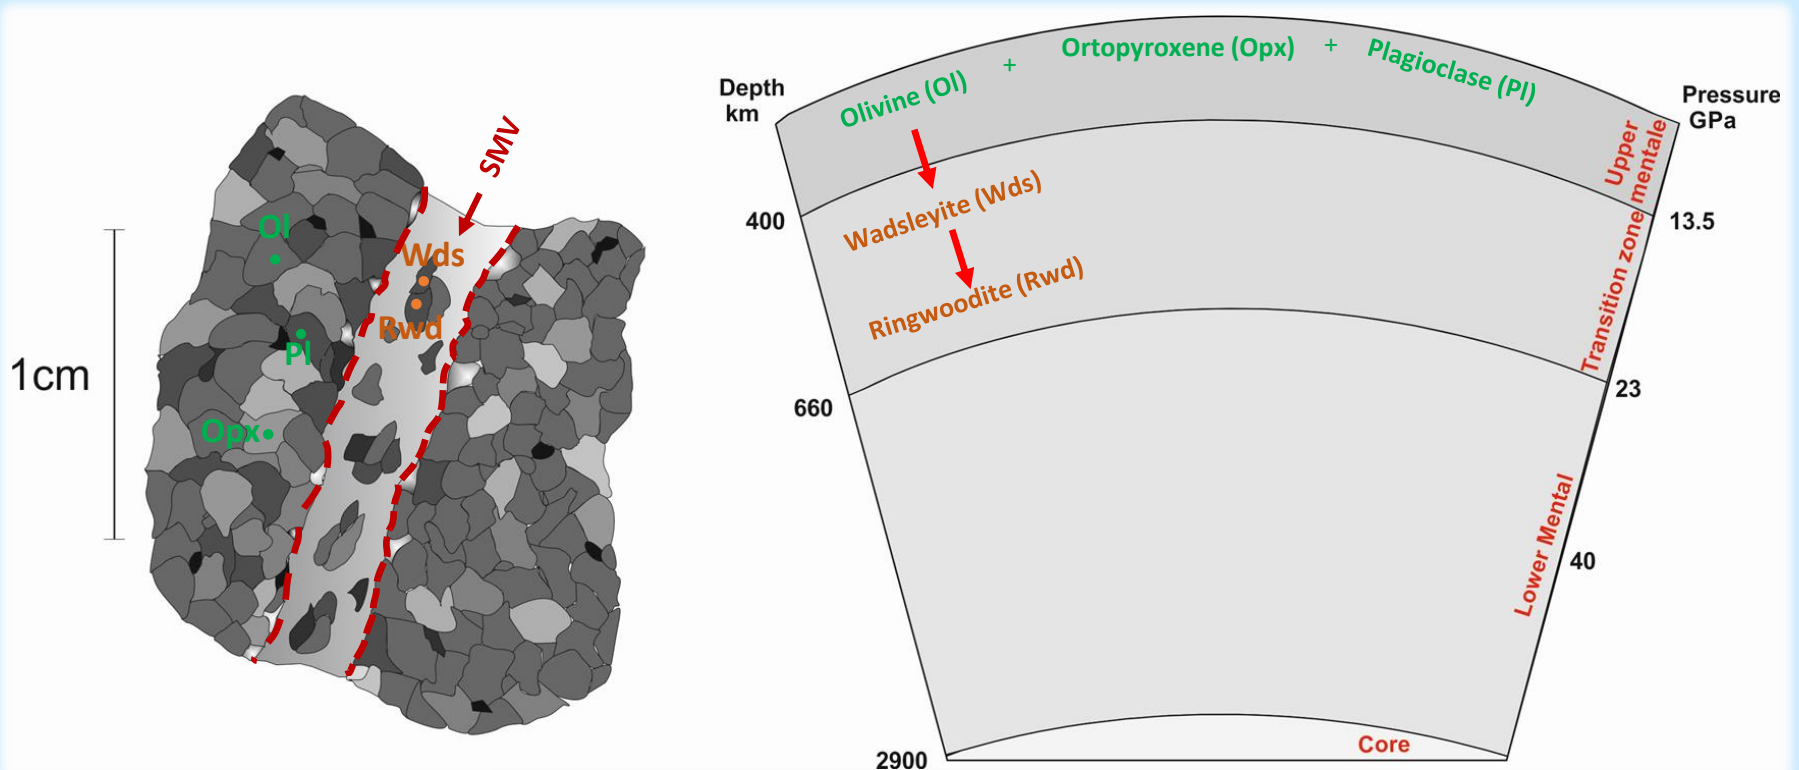 1cm
SMV
Ol
Wds
Rwd
Pl
Opx
Depth
km
Olivine (Ol) + Ortopyroxene (Opx) + Plagioclase (Pl)
Pressure
GPa
Upper
mentale
400
Wadsleyite (Wds)
13.5
Ringwoodite (Rwd)
Transition zone
660
23
Lower Mental
40
Core
2900